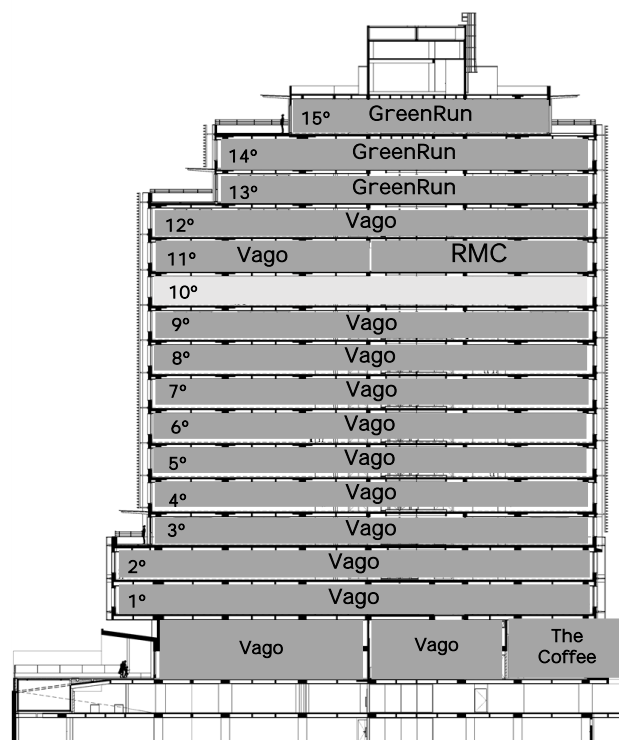 15º GreenRun
14º GreenRun
13º GreenRun
12º Vago
11º Vago RMC
10º
9º Vago
8º Vago
7º Vago
6º Vago
5º Vago
4º Vago
3º Vago
2º Vago
1º Vago
Vago Vago The
Coffee